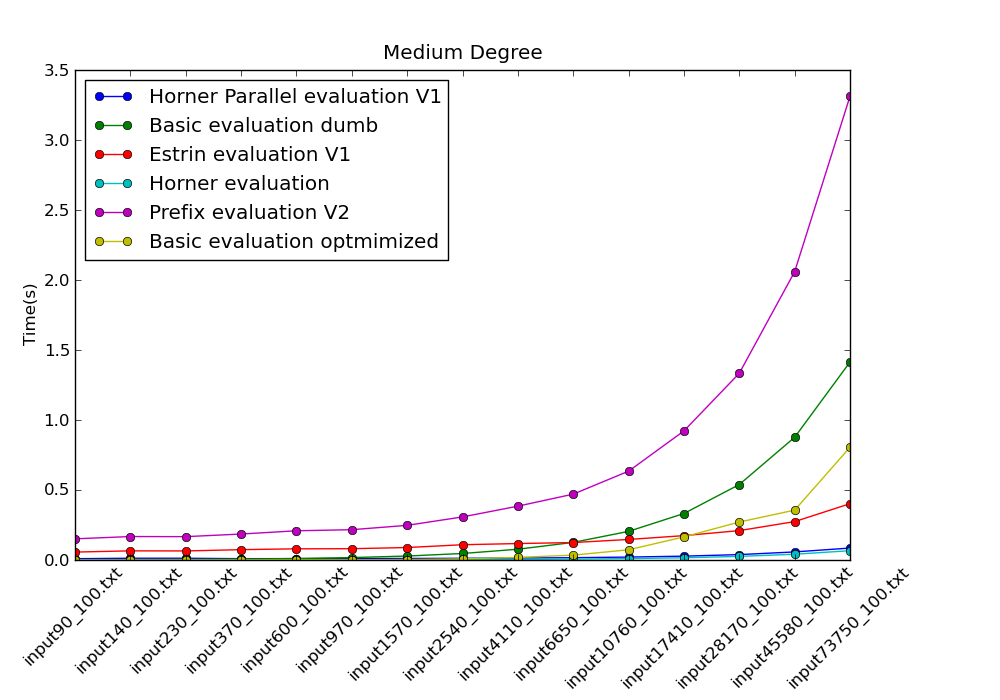 Medium Degree
3.5
3.0
2.5
2.0
1.5
1.0
0.5
0.0
Time(s)
Horner Parallel evaluation V1
Basic evaluation dumb
Estrin evaluation V1
Horner evaluation
Prefix evaluation V2
Basic evaluation optmimized
input90_100.txt
input140_100.txt
input230_100.txt
input370_100.txt
input600_100.txt
input970_100.txt
input1570_100.txt
input2540_100.txt
input4110_100.txt
input6650_100.txt
input10760_100.txt
input17410_100.txt
input28170_100.txt
input45580_100.txt
input73750_100.txt